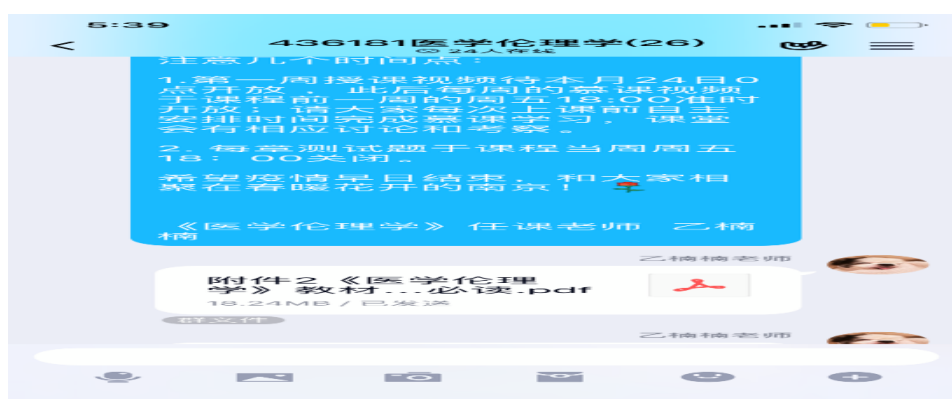 5:39
436181医学伦理学(26)
24人在线
注意几个时间点：
1.第一周授课视频待本月24日0
点开放，此后每周的慕课视频
于课程前一周的周五18:00准时
开放；请大家每次上课前自主
安排时间完成慕课学习，课堂
会有相应讨论和考察。
2. 每章测试题于课程当周周五
18：00关闭。
希望疫情早日结束，和大家相
聚在春暖花开的南京！
《医学伦理学》任课老师 乙楠
楠
乙楠楠老师
附件2《医学伦理
学》教材...必读.pdf
18.24MB / 已发送
群文件
乙楠楠老师